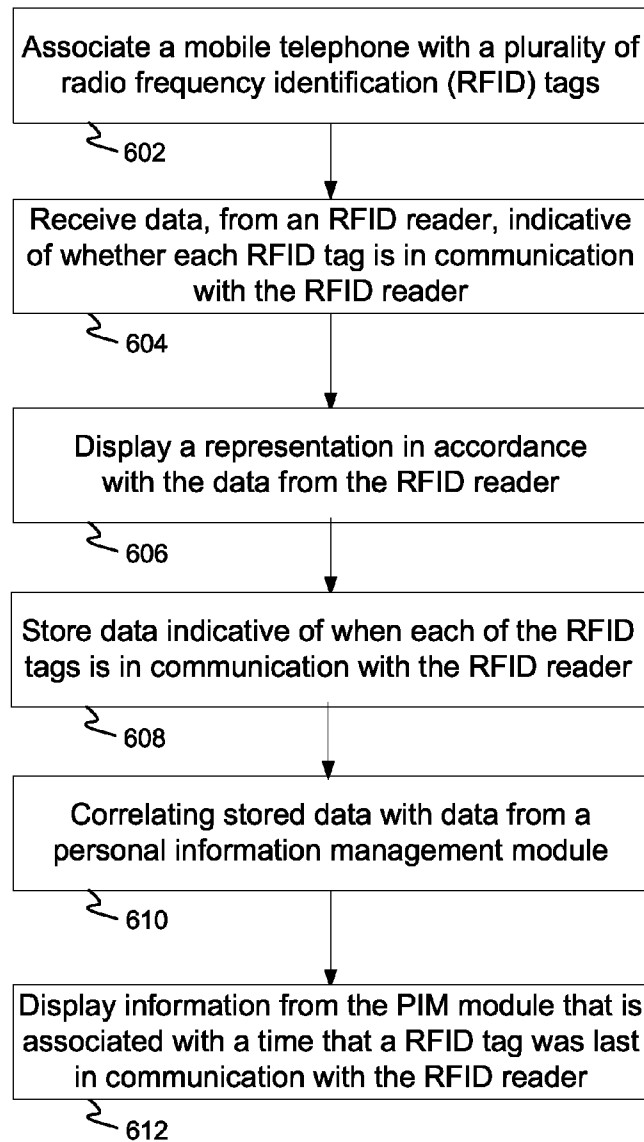 Associate a mobile telephone with a plurality of
radio frequency identification (RFID) tags
602
Receive data, from an RFID reader, indicative
of whether each RFID tag is in communication
with the RFID reader
604
Display a representation in accordance
with the data from the RFID reader
606
Store data indicative of when each of the RFID
tags is in communication with the RFID reader
608
Correlating stored data with data from a
personal information management module
610
Display information from the PIM module that is
associated with a time that a RFID tag was last
in communication with the RFID reader
612